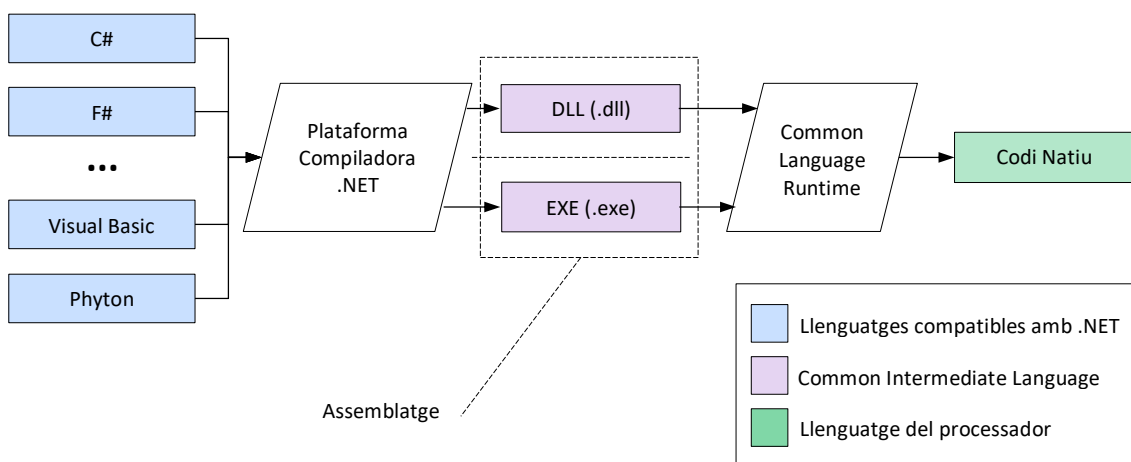 C#
F#
...
Visual Basic
Phyton
Plataforma
Compiladora
.NET
DLL (.dll)
EXE (.exe)
Common
Language
Runtime
Codi Natiu
Assemblatge
Llenguatges compatibles amb .NET
Common Intermediate Language
Llenguatge del processador